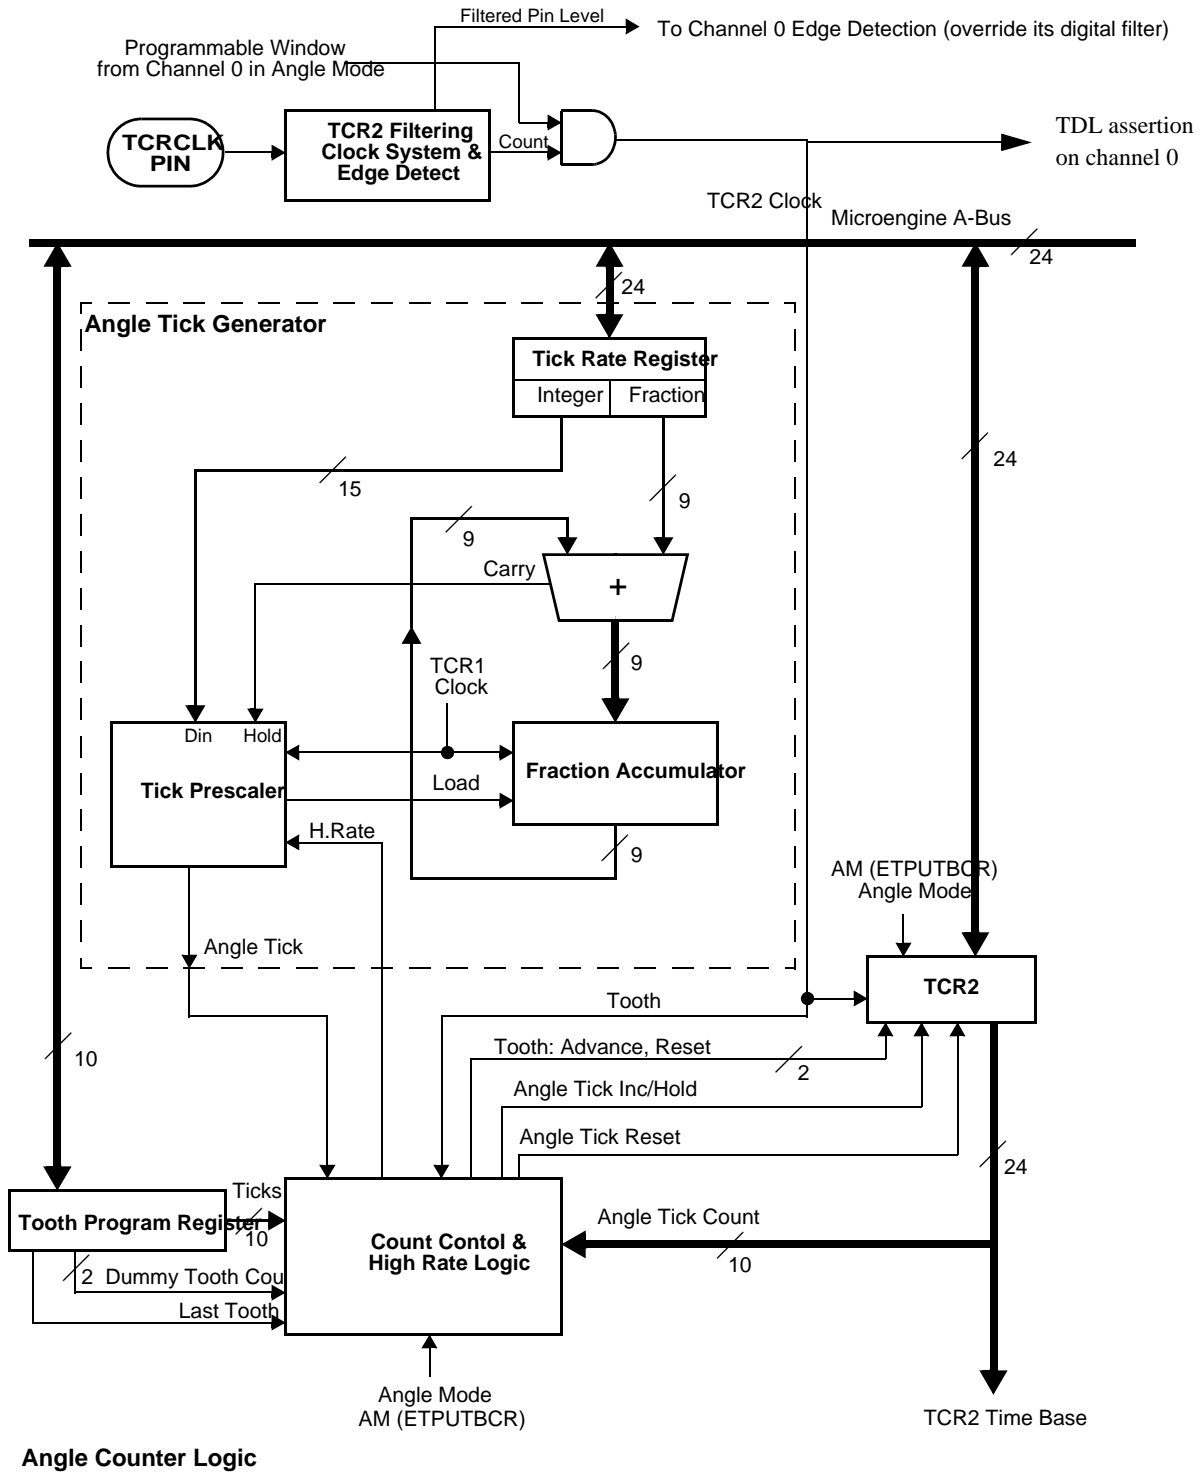 Filtered Pin Level
To Channel 0 Edge Detection (override its digital filter)
Programmable Window
from Channel 0 in Angle Mode
TCRCLK
PIN
TCR2 Filtering
Clock System &
Edge Detect
Count
TDL assertion
on channel 0
TCR2 Clock
Microengine A-Bus
24
24
Angle Tick Generator
Tick Rate Register
Integer
Fraction
24
15
9
9
Carry
+
9
TCR1
Clock
Din
Hold
Tick Prescaler
Load
Fraction Accumulator
H.Rate
9
AM (ETPUTBCR)
Angle Mode
Angle Tick
TCR2
Tooth
10
Tooth: Advance, Reset
2
Angle Tick Inc/Hold
Angle Tick Reset
24
Ticks
Tooth Program Register
10
Angle Tick Count
10
Count Contol &
High Rate Logic
2
Dummy Tooth Cou
Last Tooth
Angle Mode
AM (ETPUTBCR)
TCR2 Time Base
Angle Counter Logic